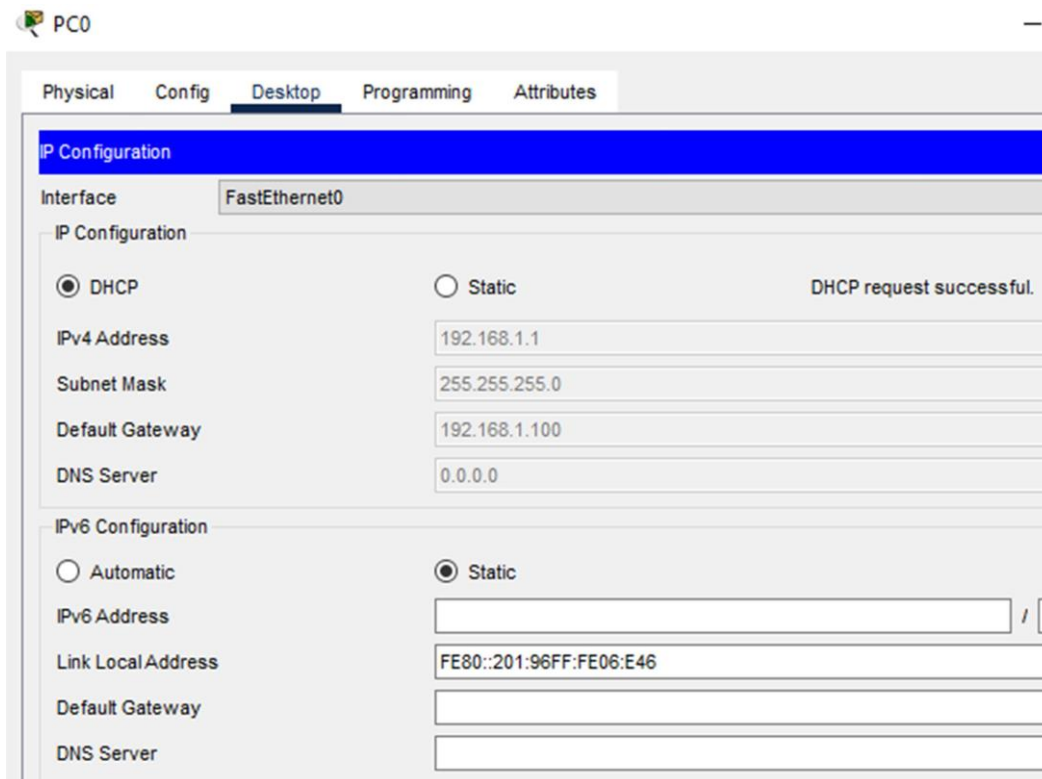 PC0
Physical Config Desktop Programming Attributes
IP Configuration
Interface FastEthernet0
IP Configuration
DHCP Static DHCP request successful.
IPv4 Address 192.168.1.1
Subnet Mask 255.255.255.0
Default Gateway 192.168.1.100
DNS Server 0.0.0.0
IPv6 Configuration
Automatic Static
IPv6 Address /
Link Local Address FE80::201:96FF:FE06:E46
Default Gateway
DNS Server